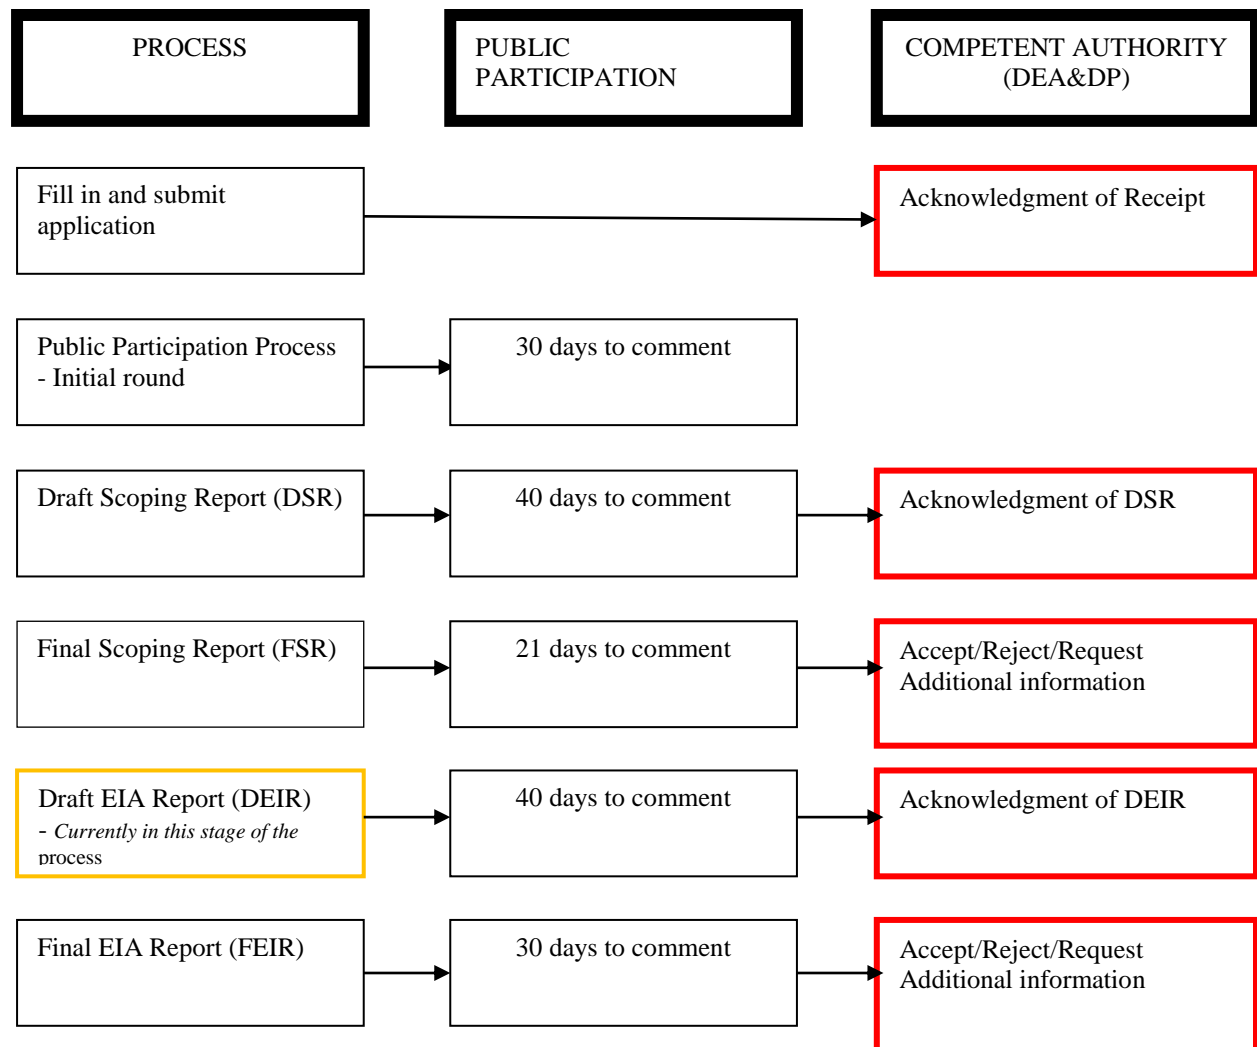 PROCESS
PUBLIC
PARTICIPATION
COMPETENT AUTHORITY
(DEA&DP)
Fill in and submit
application
Acknowledgment of Receipt
Public Participation Process
- Initial round
30 days to comment
Draft Scoping Report (DSR)
40 days to comment
Acknowledgment of DSR
Final Scoping Report (FSR)
21 days to comment
Accept/Reject/Request
Additional information
Draft EIA Report (DEIR)
- Currently in this stage of the
process
40 days to comment
Acknowledgment of DEIR
Final EIA Report (FEIR)
30 days to comment
Accept/Reject/Request
Additional information